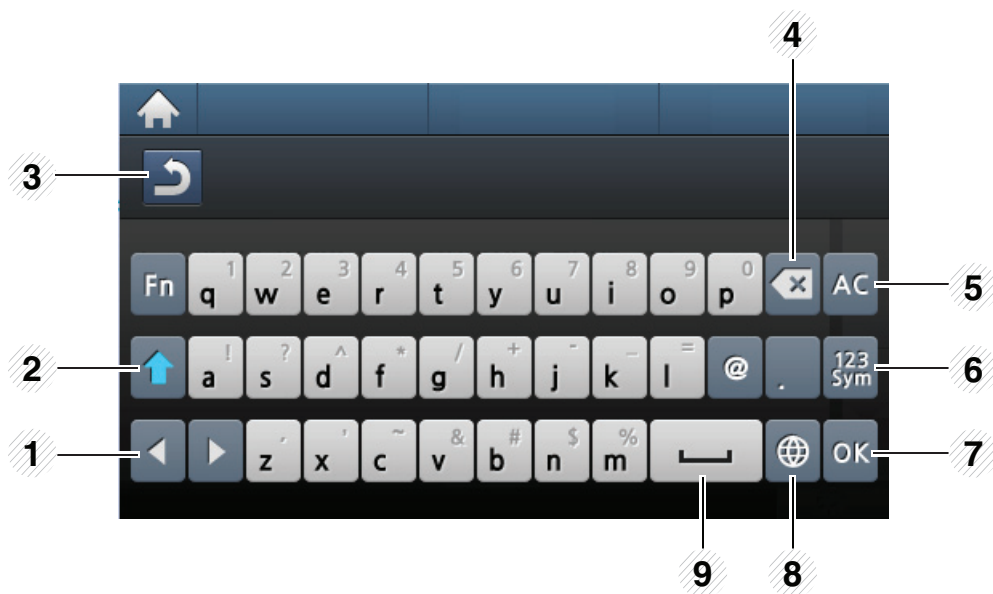 4
3
Fn q 1 w 2 e 3 r 4 t 5 y 6 u 7 i 8 o 9 p 0 AC 5
2 a ! s ? d ^ f * g / h + j - k _ l = @ . 123 Sym 6
1 z ´ x ' c ~ v & b # n $ m % OK 7
9 8